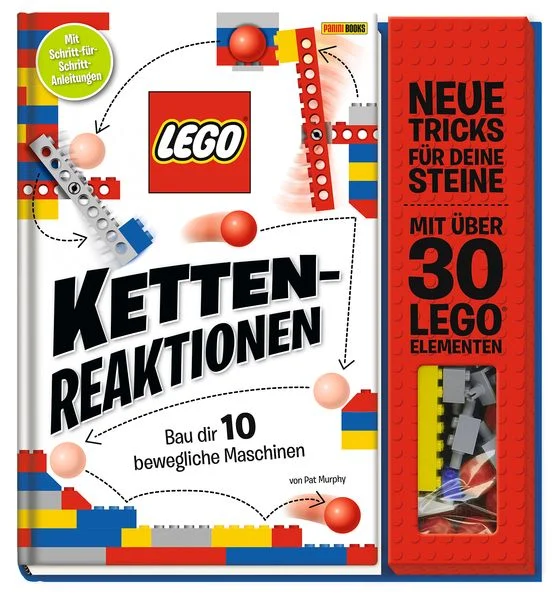 Mit
Schritt-für-
Schritt-
Anleitungen
PANINI BOOKS
LEGO
KETTEN-
REAKTIONEN
Bau dir 10
bewegliche Maschinen
von Pat Murphy
NEUE
TRICKS
FÜR DEINE
STEINE
MIT ÜBER
30
LEGO®
ELEMENTEN